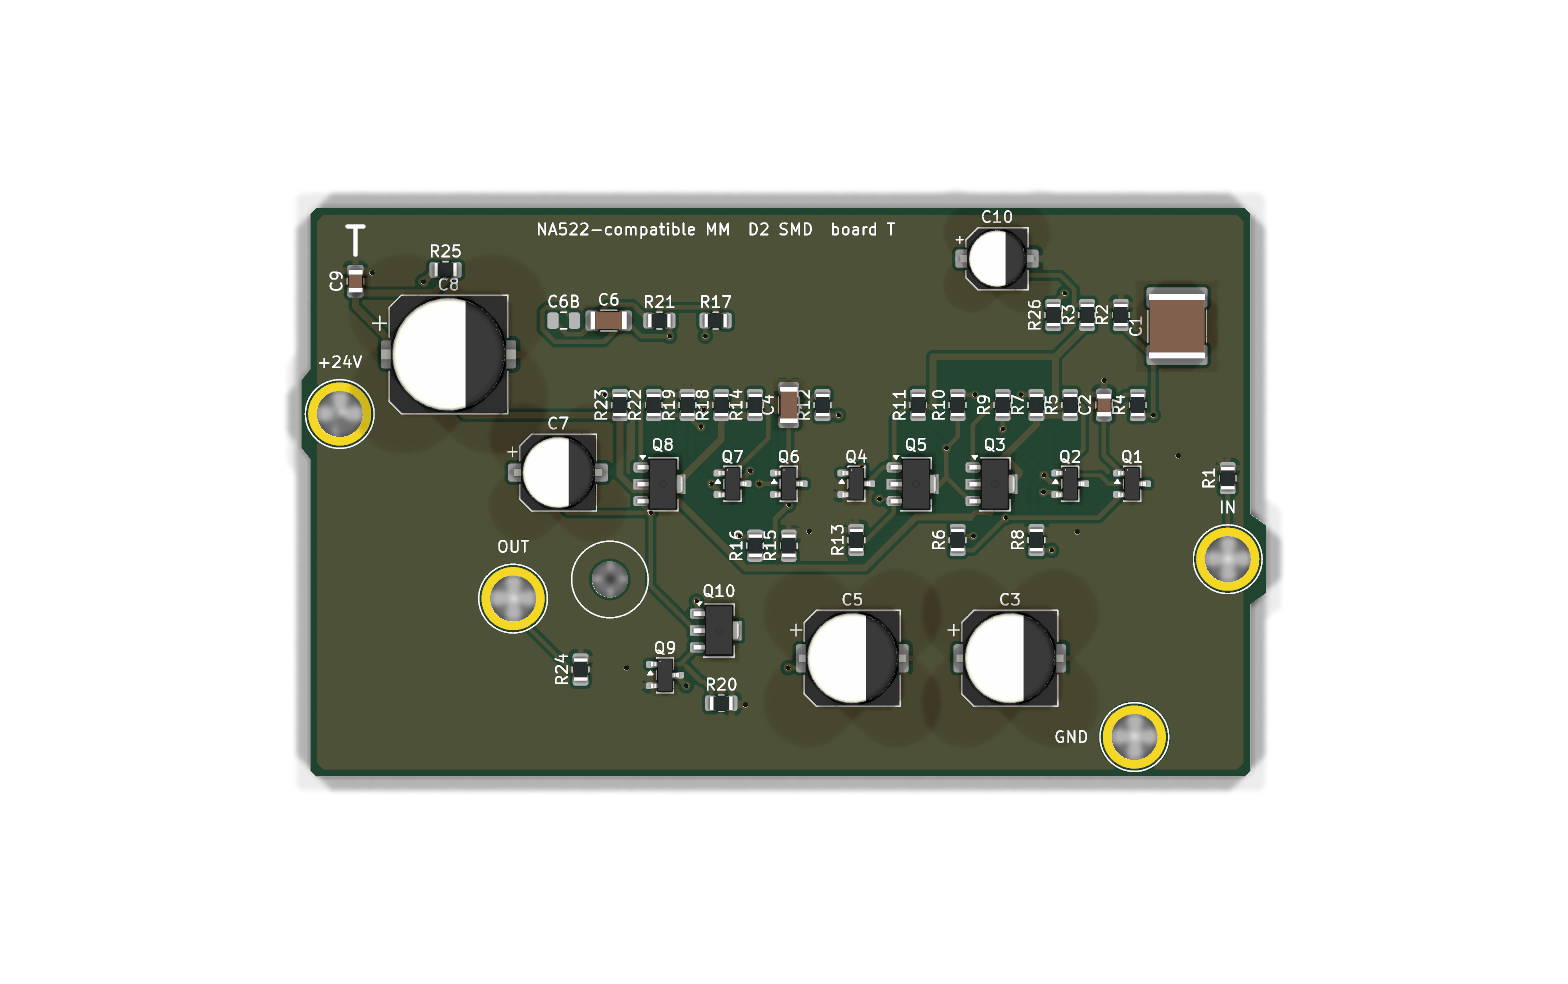 T
NA522-compatible MM D2 SMD board T
C10
R25
C9
C8
+
+
C6B
C6
R21
R17
R26
R3
R2
C1
+24V
R23
R22
R19
R18
R14
C4
R12
R11
R10
R9
R7
R5
C2
R4
C7
+
Q8
Q7
Q6
Q4
Q5
Q3
Q2
Q1
R1
IN
R16
R15
R13
R6
R8
OUT
Q10
C5
C3
+
+
R24
Q9
R20
GND